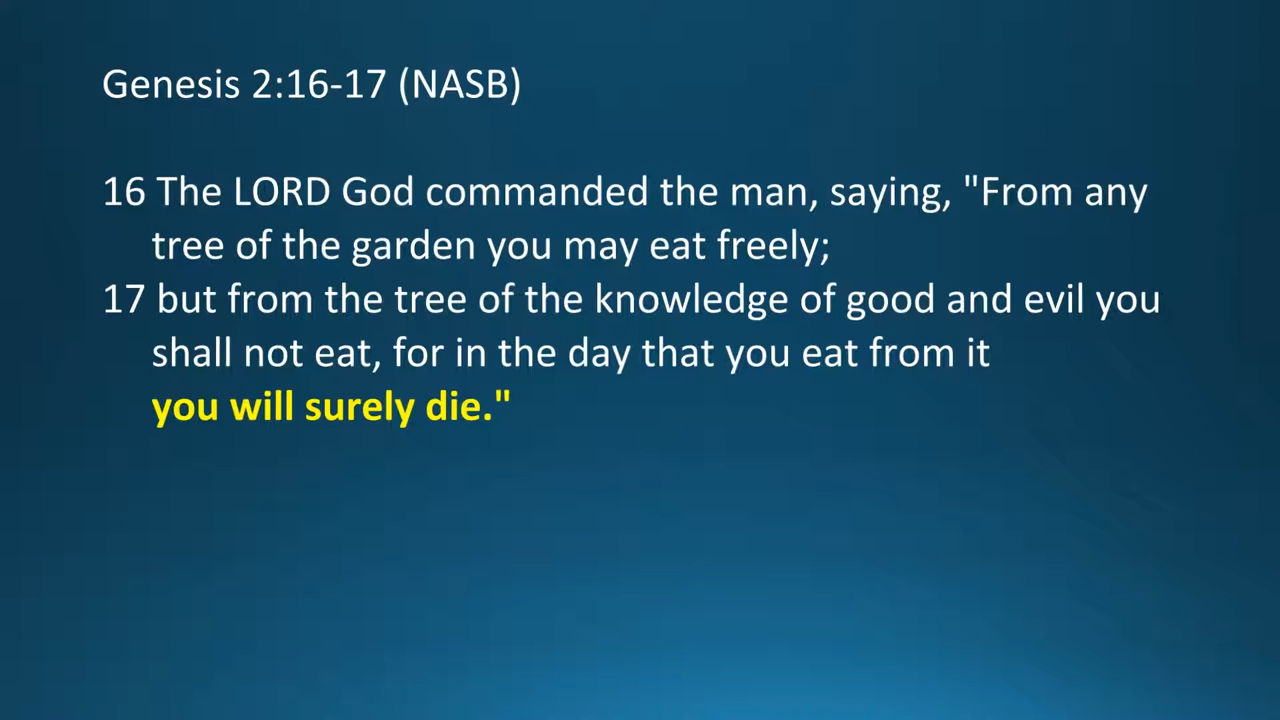 Genesis 2:16-17 (NASB)
16 The LORD God commanded the man, saying, "From any
tree of the garden you may eat freely;
17 but from the tree of the knowledge of good and evil you
shall not eat, for in the day that you eat from it
you will surely die."